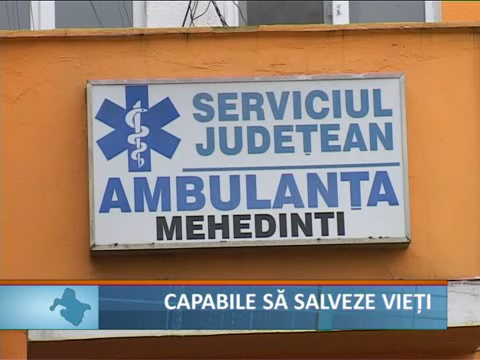 SERVICIUL
JUDEȚEAN
AMBULANȚA
MEHEDINTI
CAPABILE SĂ SALVEZE VIEȚI